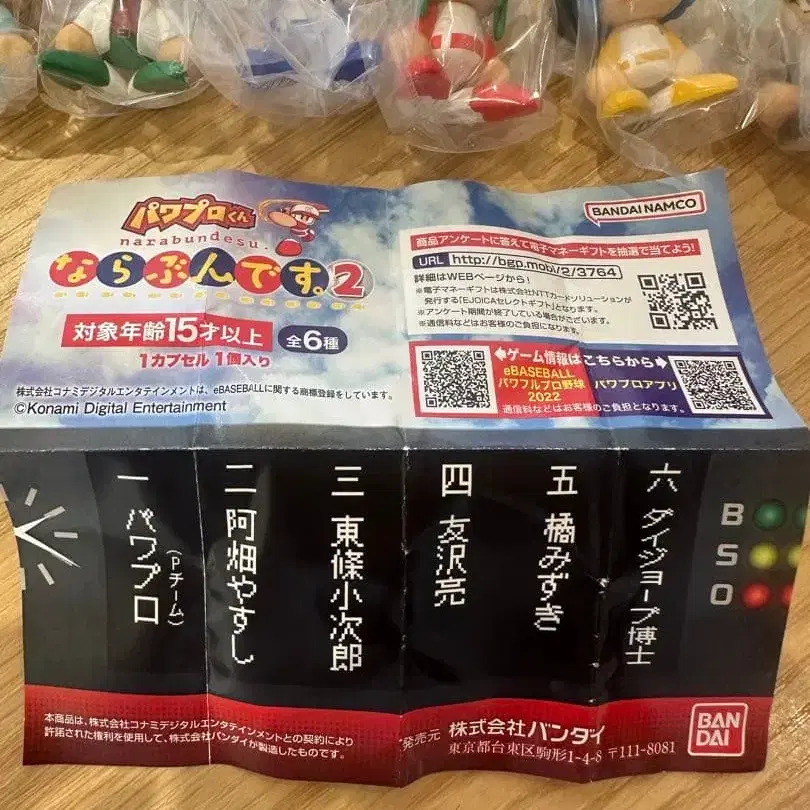 パワプロくん
narabundesu.
ならぶんです。2
対象年齢15才以上
全6種
1カプセル 1個入り
株式会社コナミデジタルエンタテインメントは、eBASEBALLに関する商標登録をしています。
©Konami Digital Entertainment
BANDAI NAMCO
商品アンケートに答えて電子マネーギフトを抽選で当てよう!
URL http://bgp.mobi/2/3764
詳細はWEBページから!
※電子マネーギフトは株式会社NTTカードソリューションが
発行する「EJOICAセレクトギフト」となります。
※アンケート期間が終了している場合がございます。
※通信料などはお客様のご負担になります。
ゲーム情報はこちらから
eBASEBALL
パワフルプロ野球
2022
パワプロアプリ
通信料などはお客様のご負担となります。
一 パワプロ
(Pチーム)
二 阿畑やすし
三 東條小次郎
四 友沢亮
五 橘みずき
六 ダイジョーブ博士
B
S
O
本商品は、株式会社コナミデジタルエンタテインメントとの契約により
許諾された権利を使用して、株式会社バンダイが製造したものです。
発売元 株式会社バンダイ
東京都台東区駒形1-4-8 〒111-8081
BAN
DAI